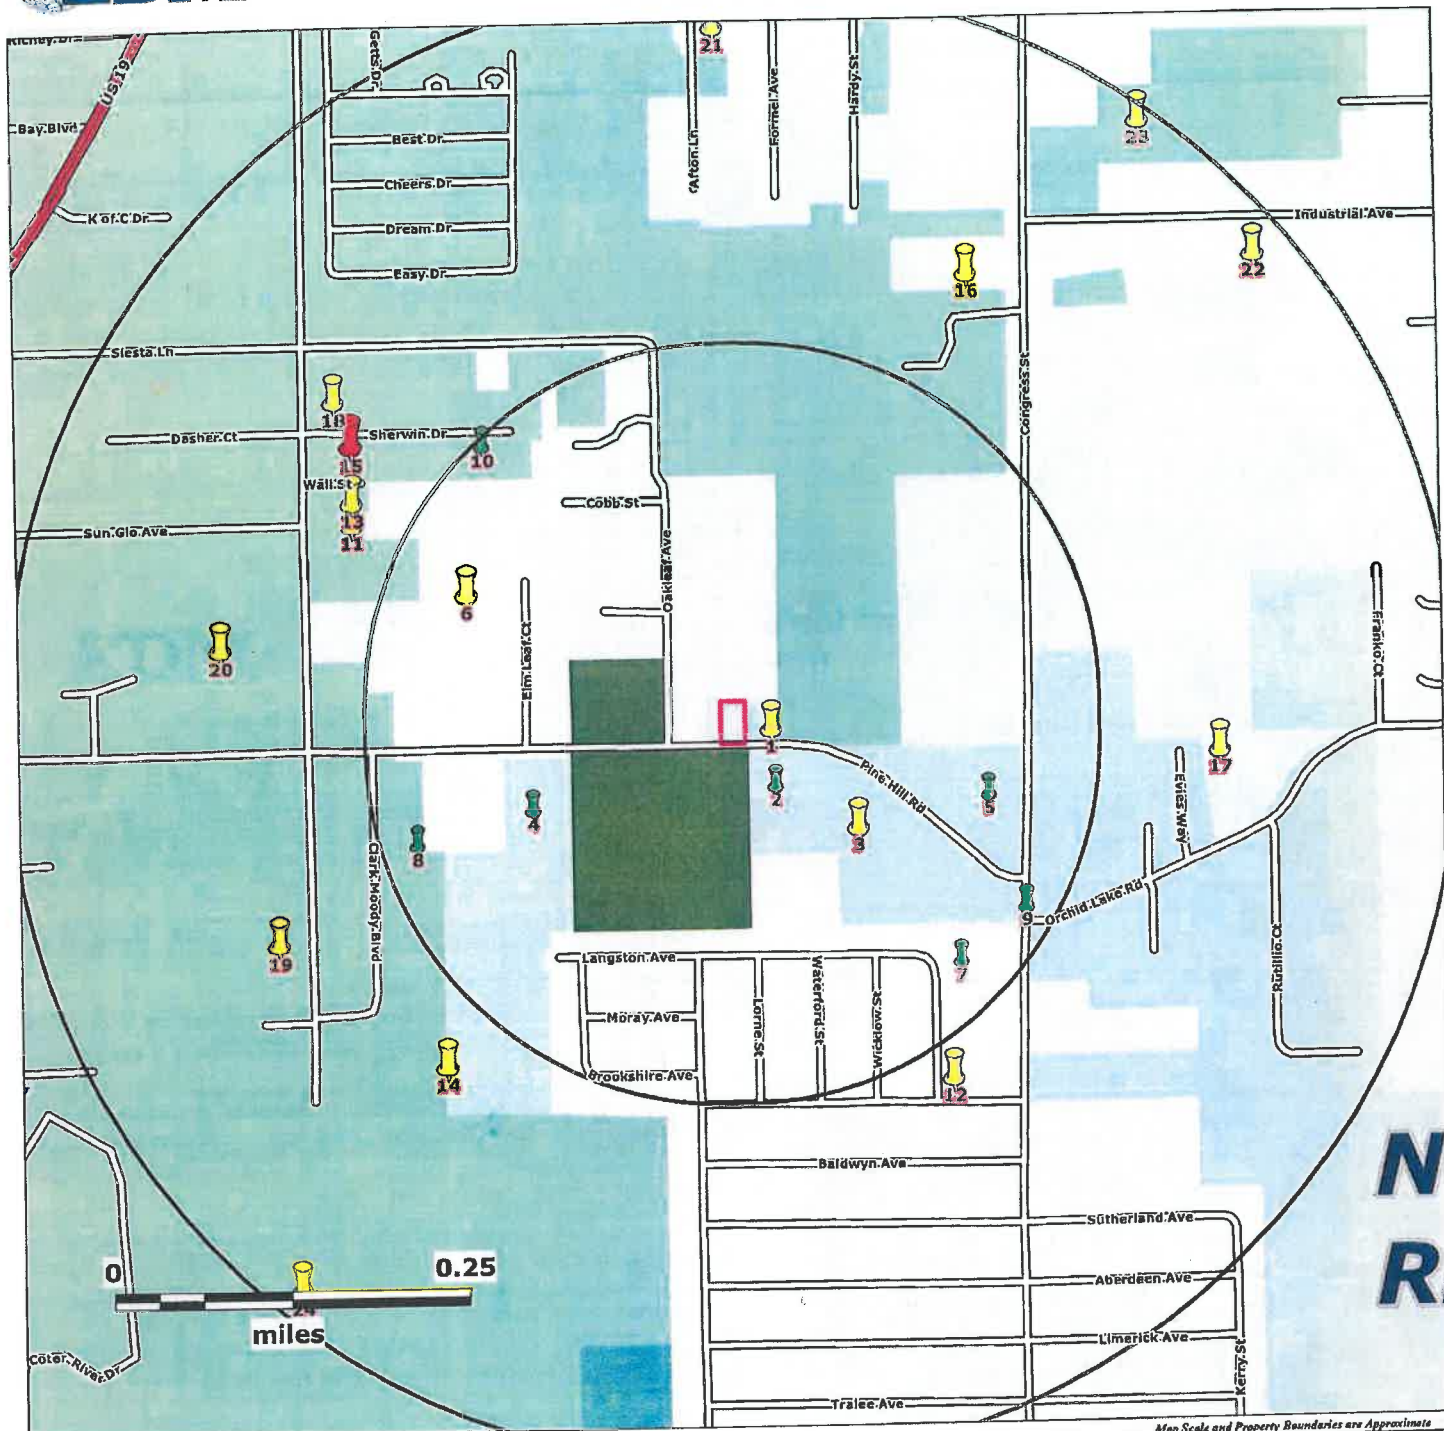 Richey Dr
US 19
Getts Dr
21
Afton Ln
Formel Ave
Hardy St
23
Bay Blvd
Best Dr
Cheers Dr
K of C Dr
Dream Dr
Industrial Ave
Easy Dr
16
22
Siesta Ln
Congress St
18
Dasher Ct
Sherwin Dr
15
10
Wall St
Cobb St
13
Sun Glo Ave
11
Oakleaf Ave
6
20
Elm Leaf Ct
Franko Ct
1
17
Pine Hill Rd
2
5
Evies Way
4
3
8
Clark Moody Blvd
9
Orchid Lake Rd
19
Langston Ave
7
Waterford St
Rutillio Ct
Lorne St
Wicklow St
Moray Ave
14
Brookshire Ave
12
Baldwyn Ave
N
Sutherland Ave
0
0.25
Aberdeen Ave
R
24
miles
Limerick Ave
Cotee River Dr
Kerry St
Tralee Ave
Map Scale and Property Boundaries are Approximate